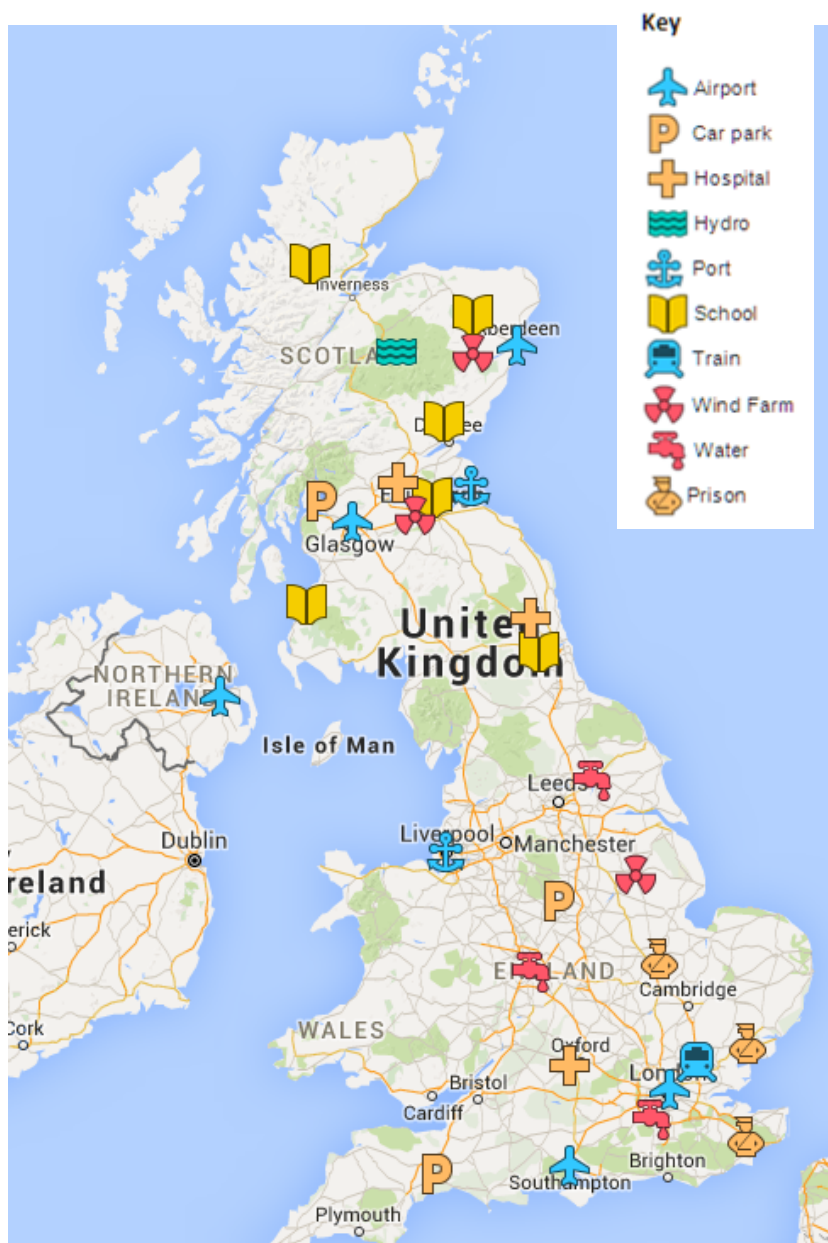 Key
Airport
Car park
Hospital
Hydro
Port
School
Train
Wind Farm
Water
Prison
Inverness
Aberdeen
SCOTLA
Glasgow
United
Kingdom
NORTHERN
IRELAND
Isle of Man
Leeds
Dublin
Liverpool
Manchester
reland
erick
ENGLAND
Cambridge
Cork
WALES
Oxford
London
Bristol
Cardiff
Brighton
Southampton
Plymouth